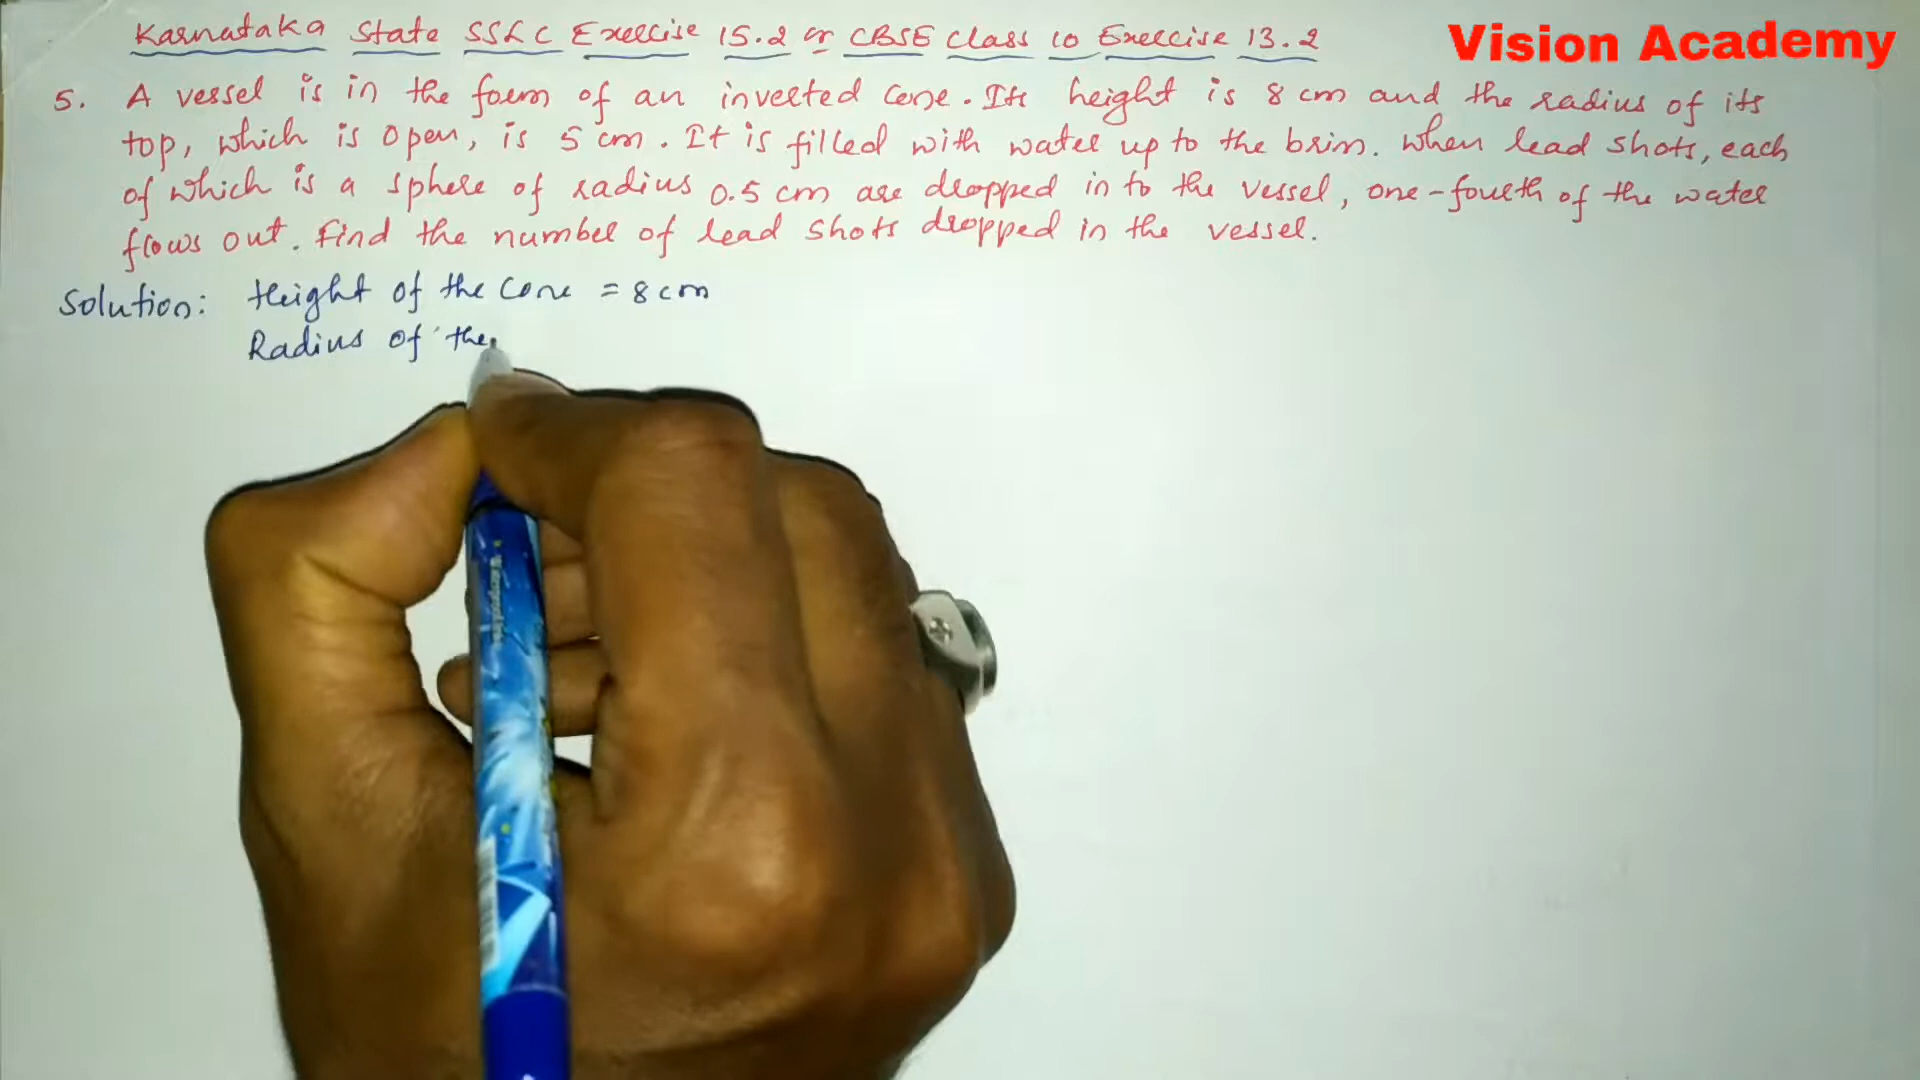 Karnataka State SSLC Exercise 15.2 or CBSE Class 10 Exercise 13.2
Vision Academy
5. A vessel is in the form of an inverted cone. Its height is 8 cm and the radius of its
top, which is open, is 5 cm. It is filled with water up to the brim. When lead shots, each
of which is a sphere of radius 0.5 cm are dropped in to the vessel, one-fourth of the water
flows out. Find the number of lead shots dropped in the vessel.
Solution: Height of the Cone = 8 cm
Radius of the